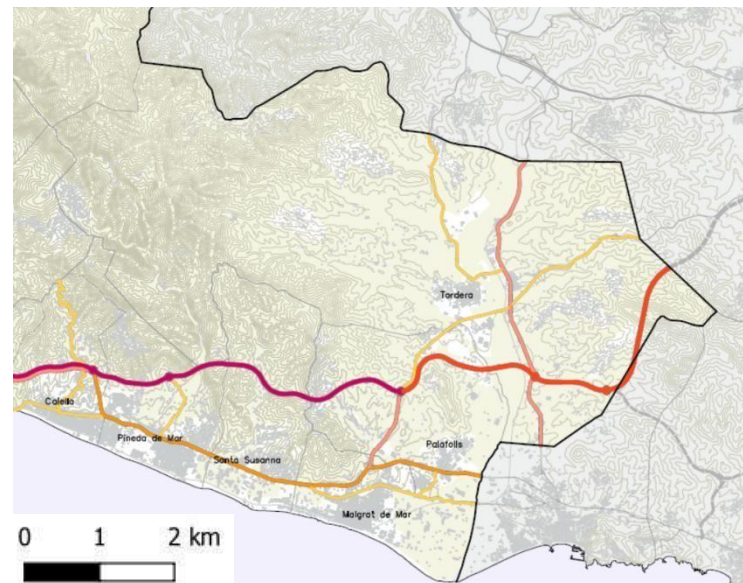 Tordera
Calella
Pineda de Mar
Palafolls
Santa Susanna
Malgrat de Mar
0 1 2 km